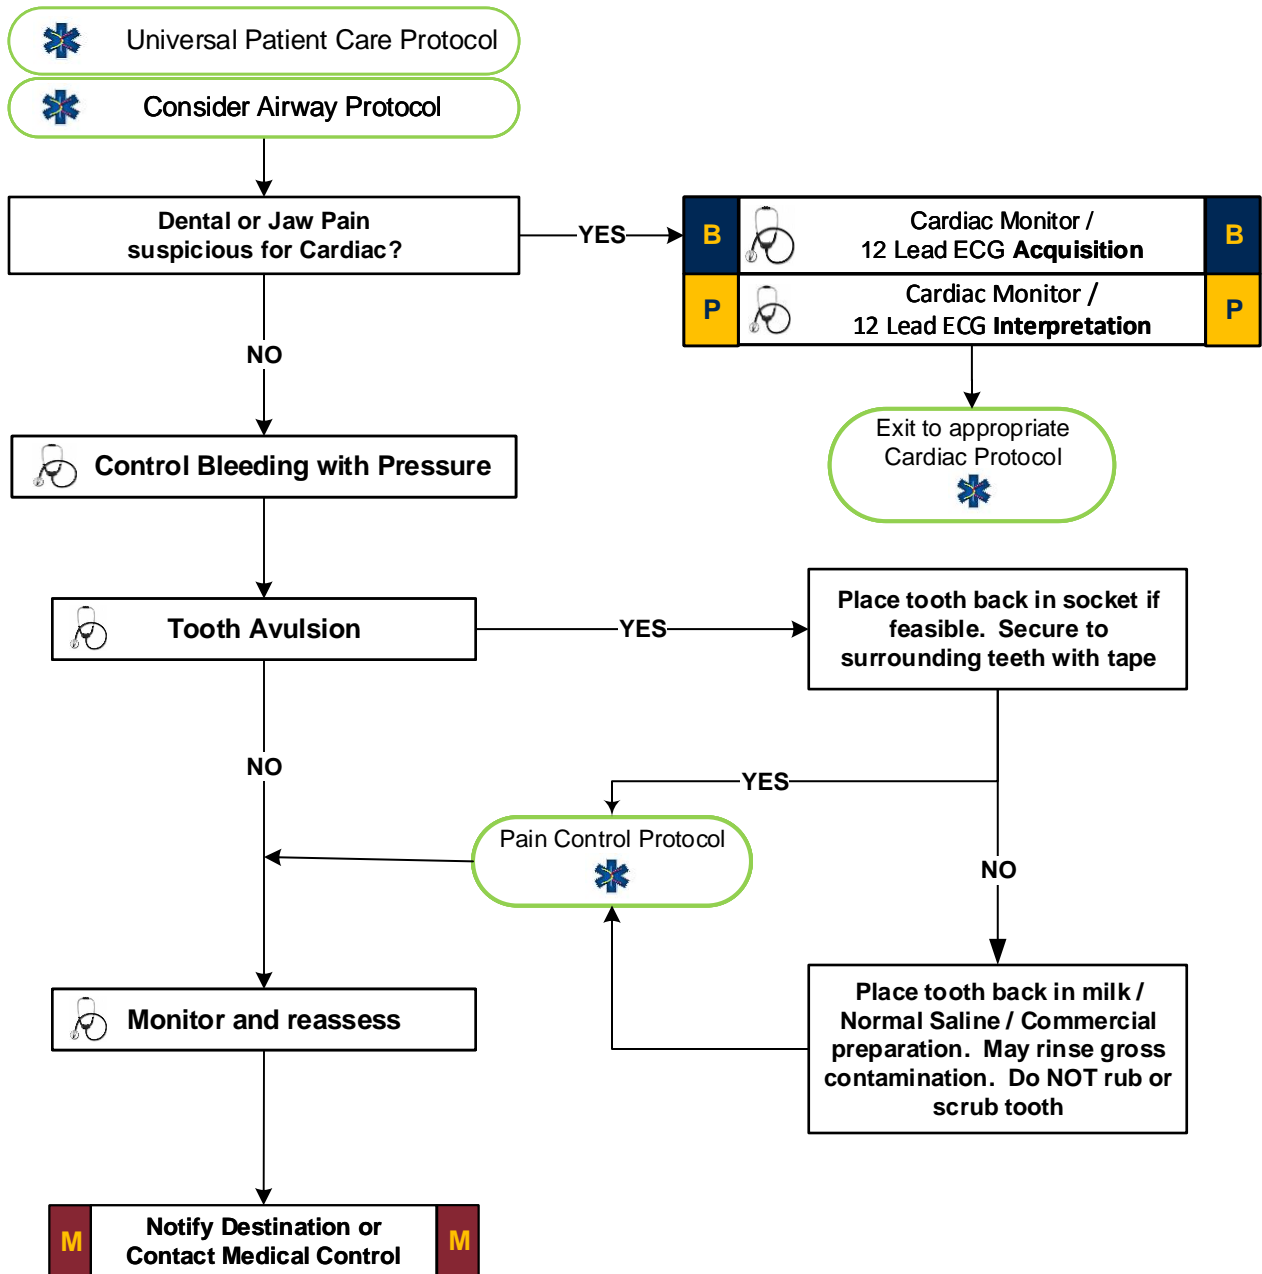 Universal Patient Care Protocol
Consider Airway Protocol
Dental or Jaw Pain
suspicious for Cardiac?
YES
B
Cardiac Monitor /
12 Lead ECG Acquisition
B
P
Cardiac Monitor /
12 Lead ECG Interpretation
P
NO
Exit to appropriate
Cardiac Protocol
Control Bleeding with Pressure
Tooth Avulsion
YES
Place tooth back in socket if
feasible. Secure to
surrounding teeth with tape
NO
YES
Pain Control Protocol
NO
Monitor and reassess
Place tooth back in milk /
Normal Saline / Commercial
preparation. May rinse gross
contamination. Do NOT rub or
scrub tooth
M
Notify Destination or
Contact Medical Control
M